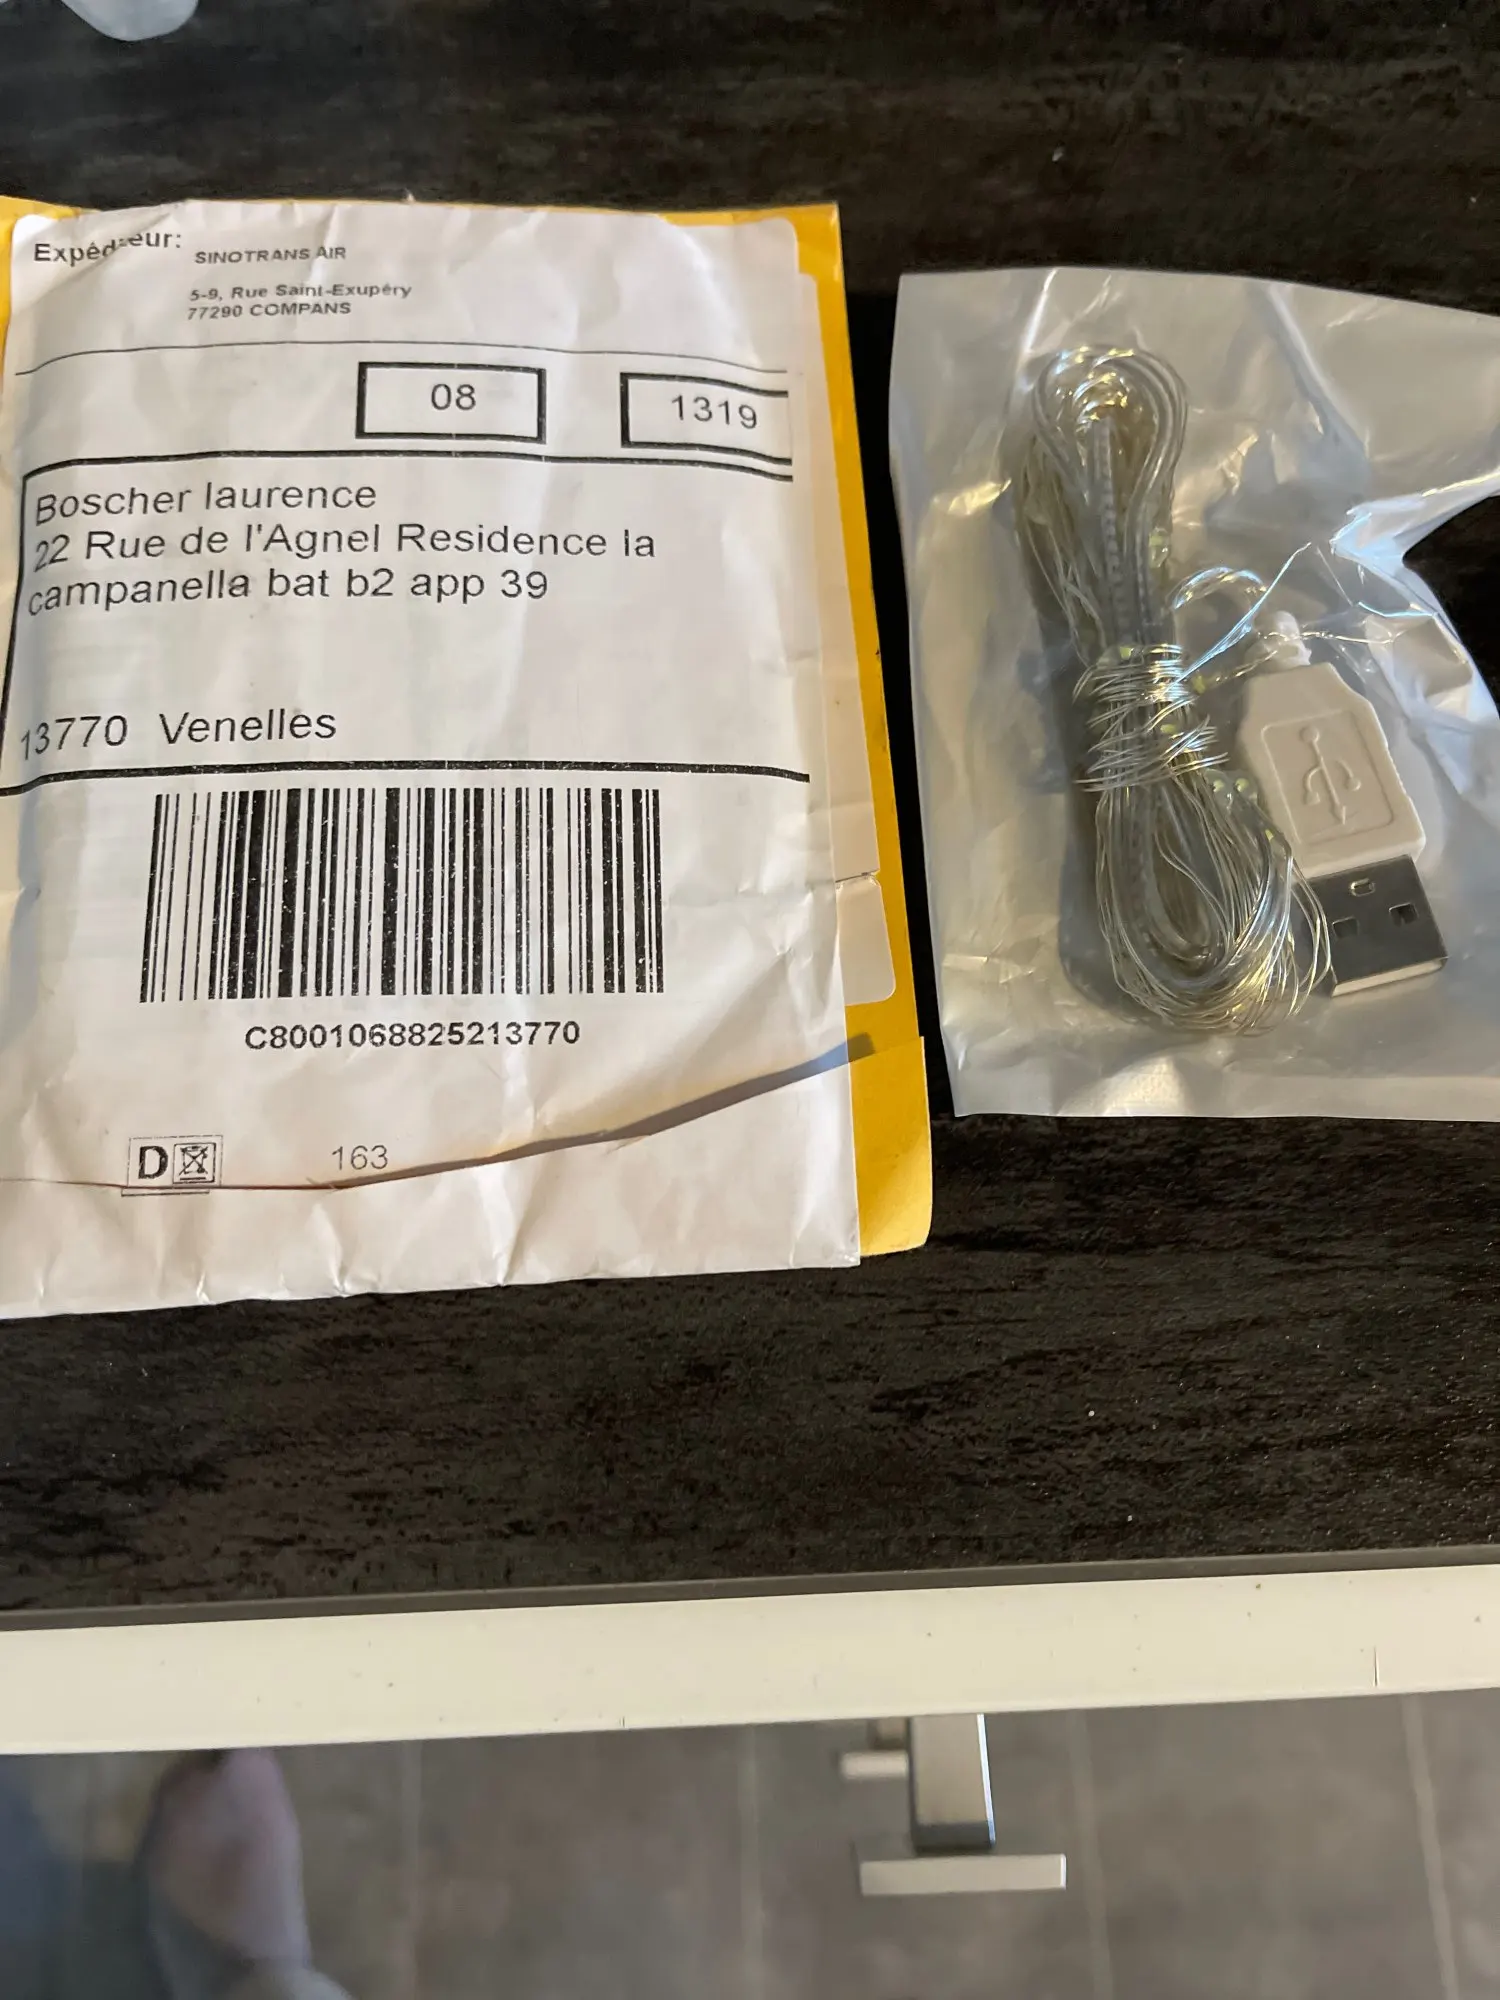 Expéditeur:
SINOTRANS AIR
5-9, Rue Saint-Exupéry
77290 COMPANS
08
1319
Boscher laurence
22 Rue de l'Agnel Residence la
campanella bat b2 app 39
13770 Venelles
C8001068825213770
D
163